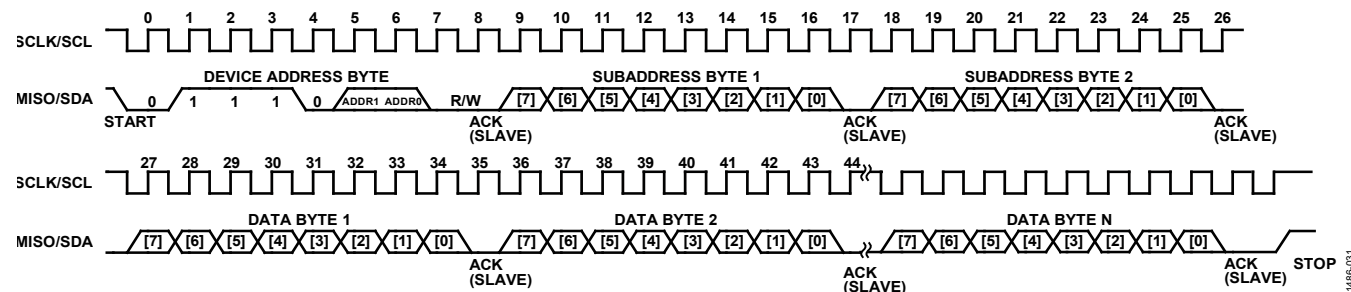 0 1 2 3 4 5 6 7 8 9 10 11 12 13 14 15 16 17 18 19 20 21 22 23 24 25 26
SCLK/SCL
DEVICE ADDRESS BYTE SUBADDRESS BYTE 1 SUBADDRESS BYTE 2
MISO/SDA 0 1 1 1 0 ADDR1 ADDR0 R/W [7] [6] [5] [4] [3] [2] [1] [0] [7] [6] [5] [4] [3] [2] [1] [0]
START ACK ACK ACK
(SLAVE) (SLAVE) (SLAVE)
27 28 29 30 31 32 33 34 35 36 37 38 39 40 41 42 43 44
SCLK/SCL
DATA BYTE 1 DATA BYTE 2 DATA BYTE N
MISO/SDA [7] [6] [5] [4] [3] [2] [1] [0] [7] [6] [5] [4] [3] [2] [1] [0] [7] [6] [5] [4] [3] [2] [1] [0]
ACK ACK ACK STOP
(SLAVE) (SLAVE) (SLAVE)